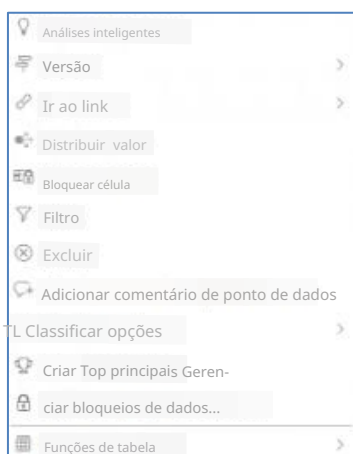 Análises inteligentes
Versão
Ir ao link
Distribuir valor
Bloquear célula
Filtro
Excluir
Adicionar comentário de ponto de dados
TL Classificar opções
Criar Top principais Geren-
ciar bloqueios de dados...
Funções de tabela